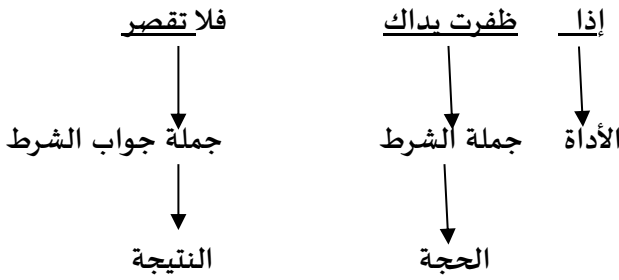 إذا ظفرت يداك فلا تقصر
الأداة جملة الشرط جملة جواب الشرط
الحجة النتيجة